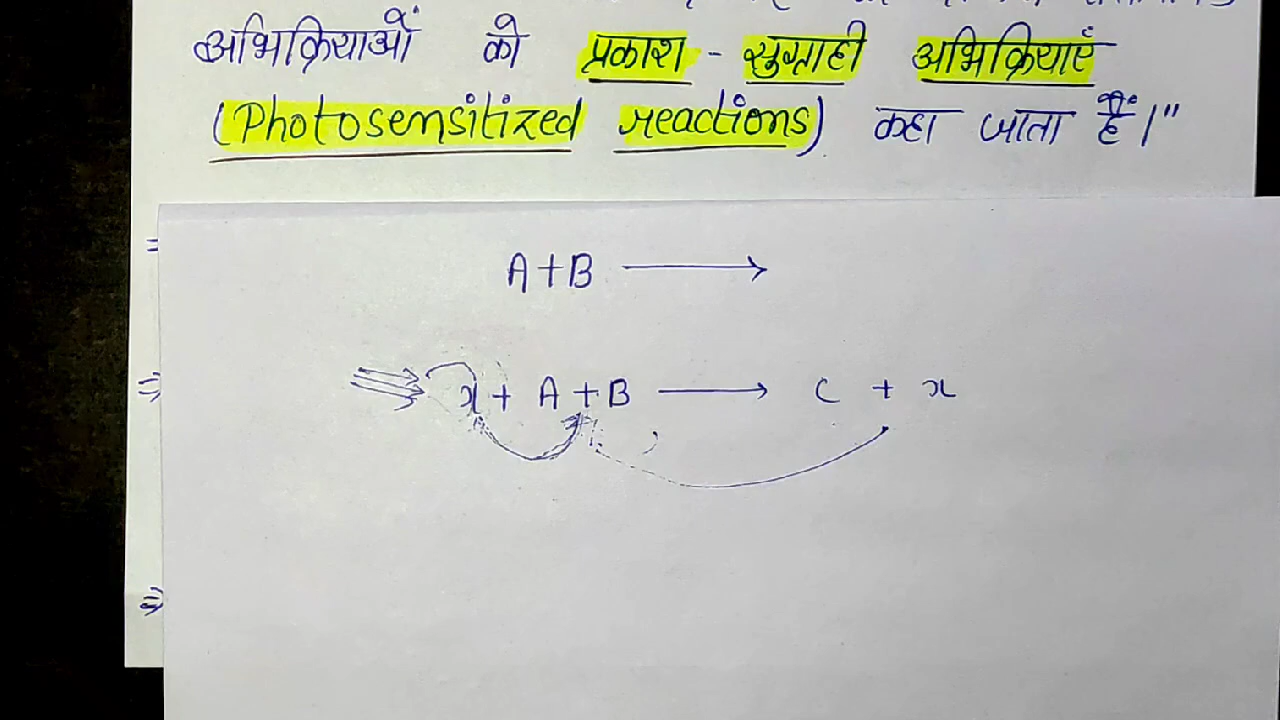 अभिक्रियाओं को प्रकाश - सुग्राही अभिक्रियाएँ
(Photosensitized reactions) कहा जाता हैं।"
A+B ⟶
x + A + B ⟶ C + x